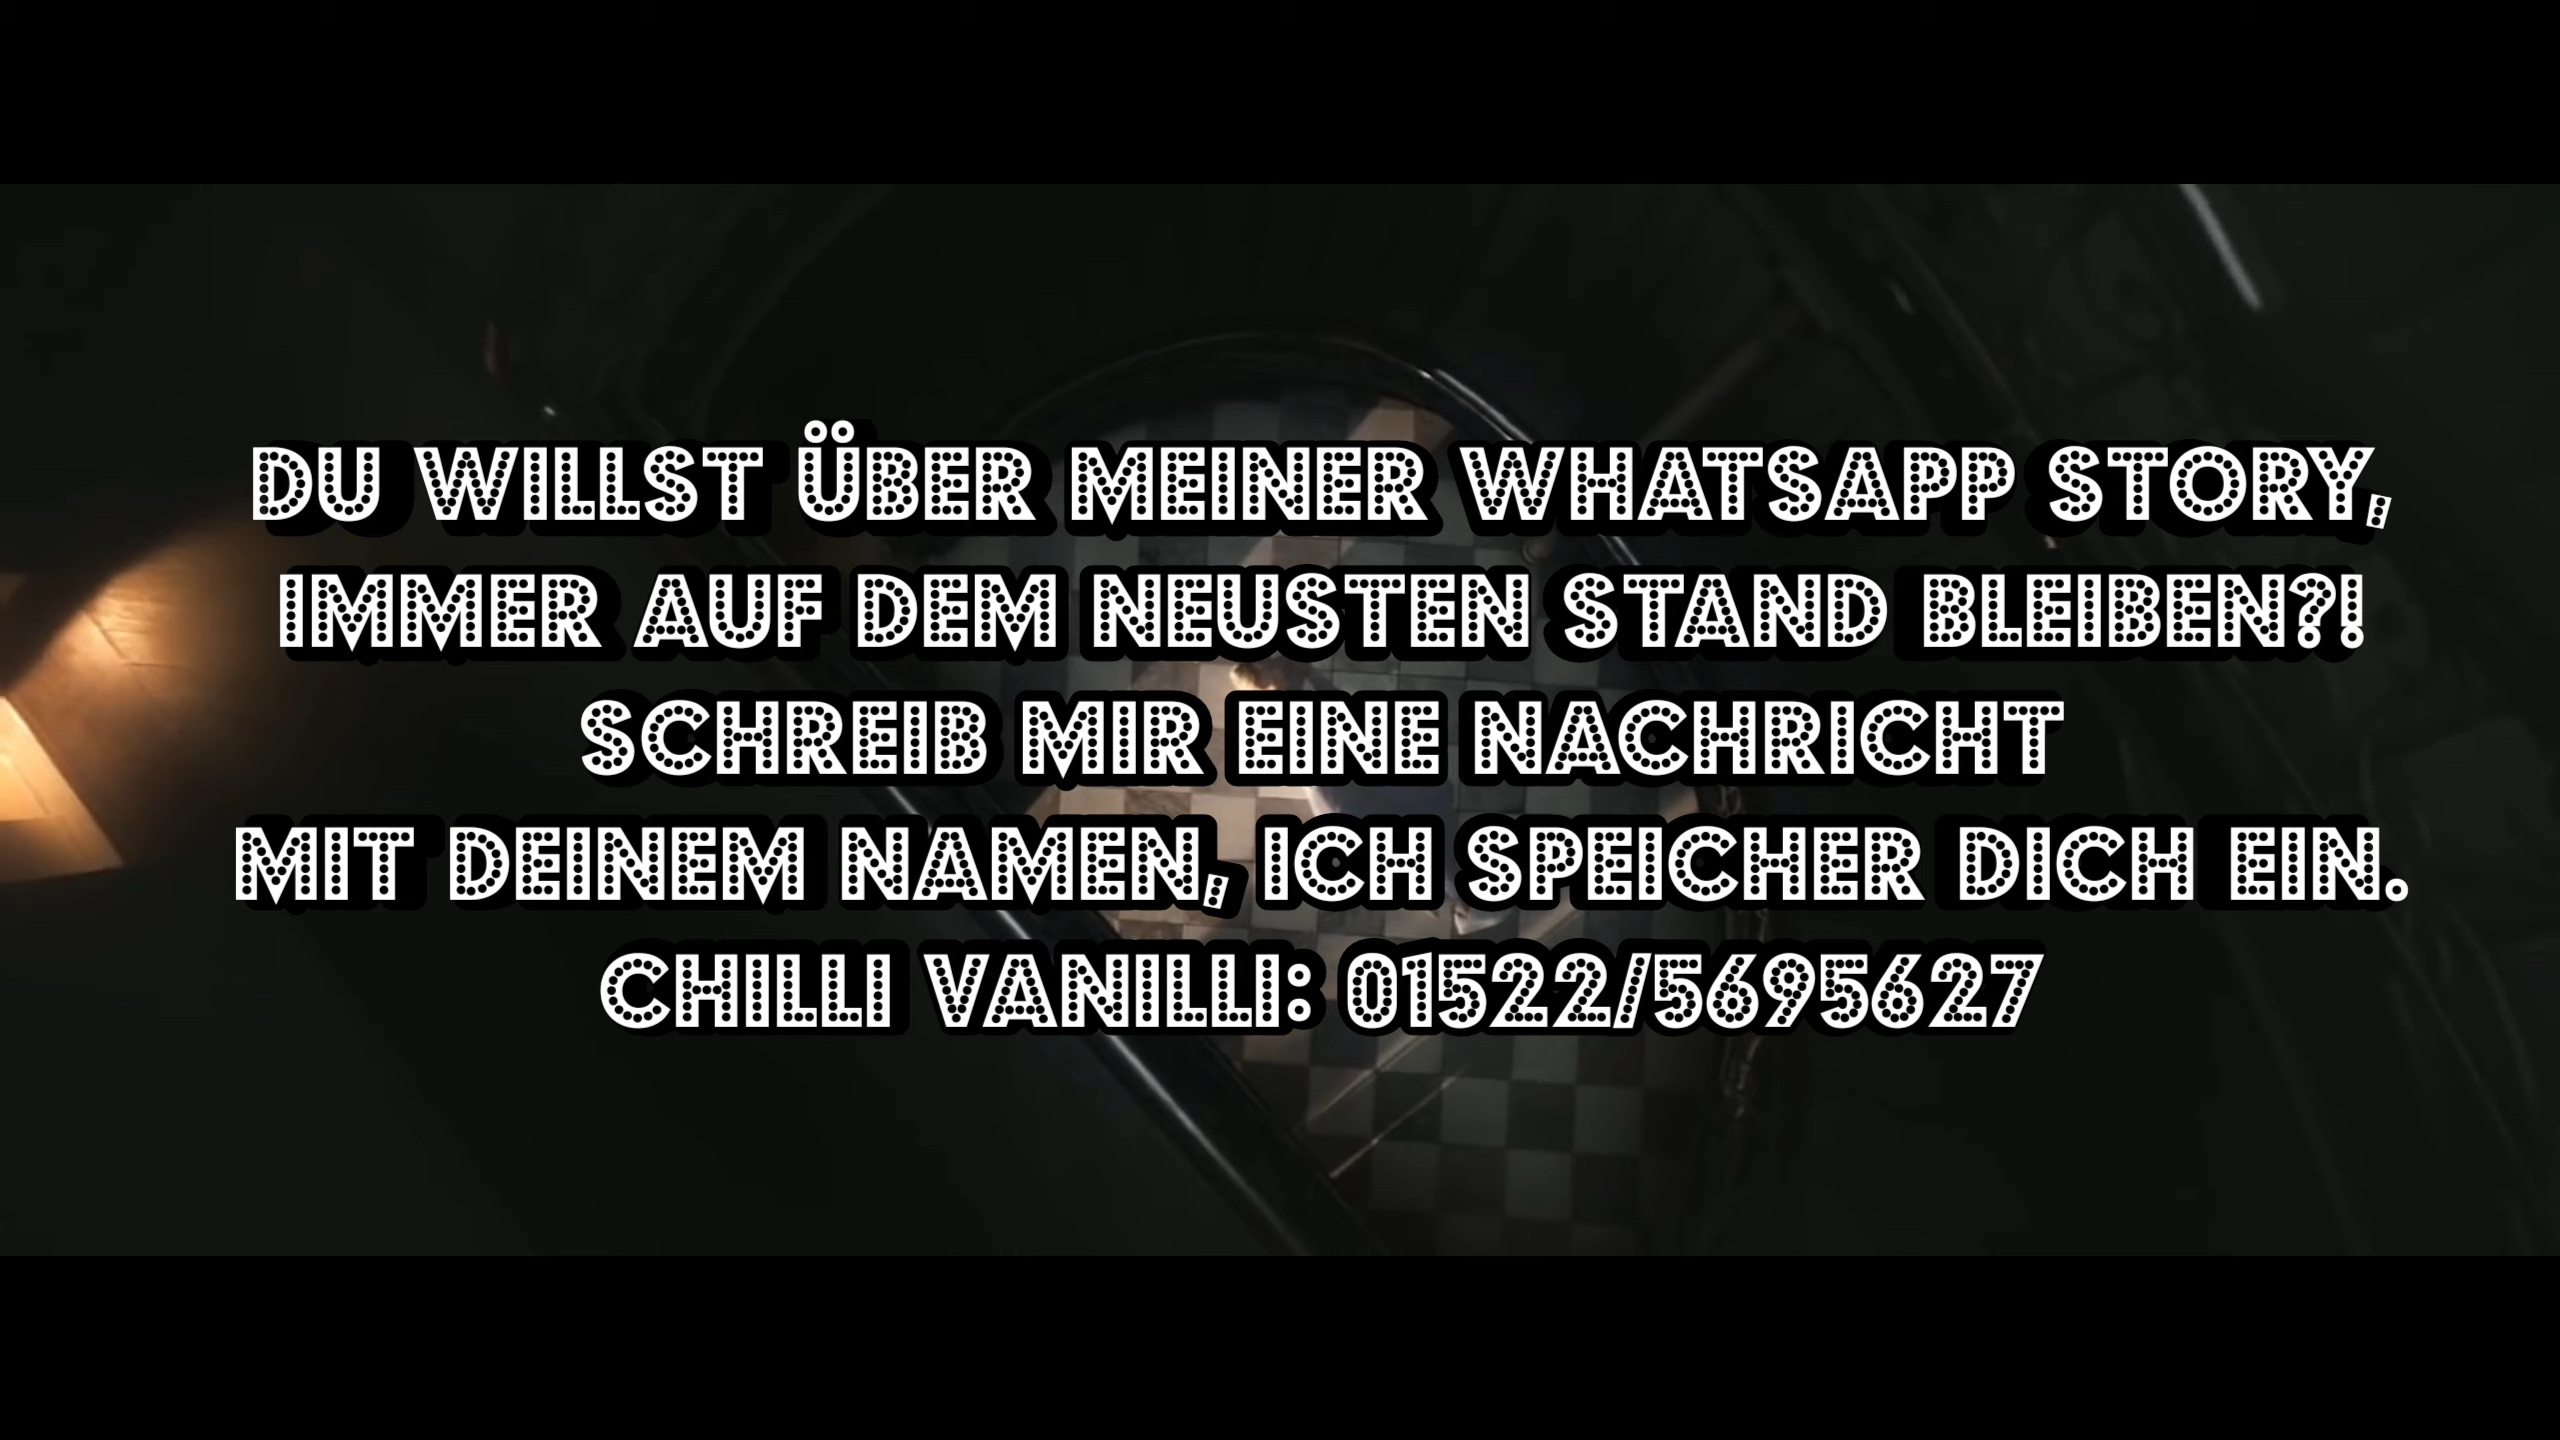 DU WILLST ÜBER MEINER WHATSAPP STORY,
IMMER AUF DEM NEUSTEN STAND BLEIBEN?!
SCHREIB MIR EINE NACHRICHT
MIT DEINEM NAMEN, ICH SPEICHER DICH EIN.
CHILLI VANILLI: 01522/5695627